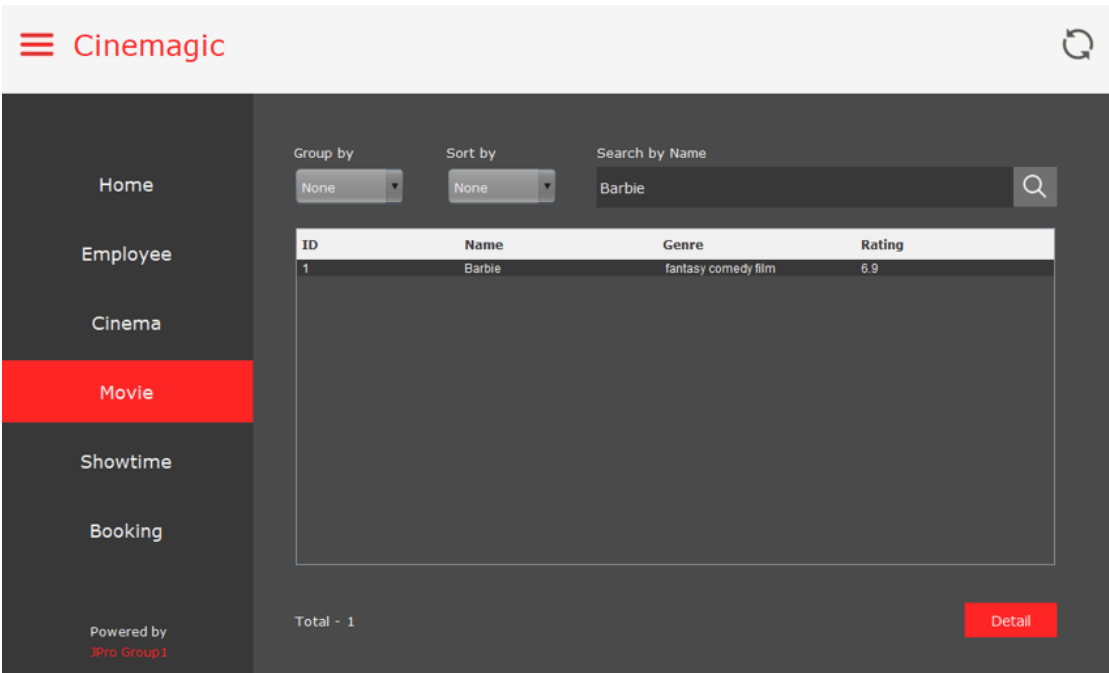 Cinemagic
Home
Employee
Cinema
Movie
Showtime
Booking
Powered by
JPro Group1
Group by Sort by Search by Name
None None Barbie
ID Name Genre Rating
1 Barbie fantasy comedy film 6.9
Total - 1 Detail